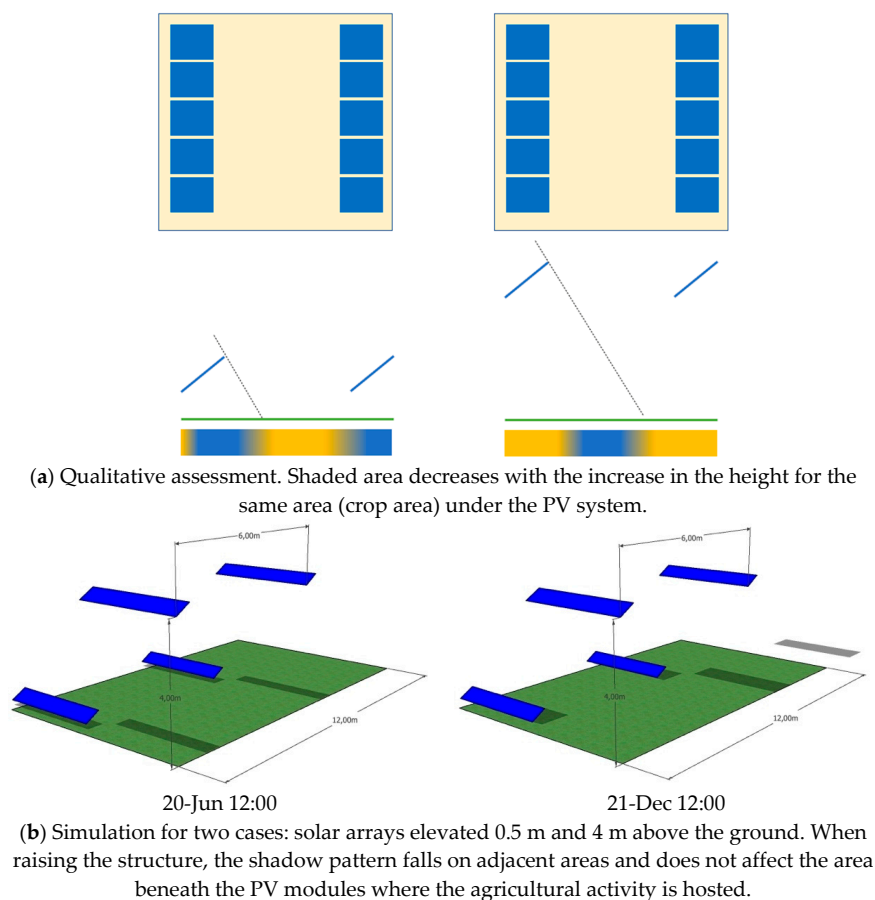 (a) Qualitative assessment. Shaded area decreases with the increase in the height for the
same area (crop area) under the PV system.
6,00m
4,00m
12,00m
6,00m
4,00m
12,00m
20-Jun 12:00
21-Dec 12:00
(b) Simulation for two cases: solar arrays elevated 0.5 m and 4 m above the ground. When
raising the structure, the shadow pattern falls on adjacent areas and does not affect the area
beneath the PV modules where the agricultural activity is hosted.